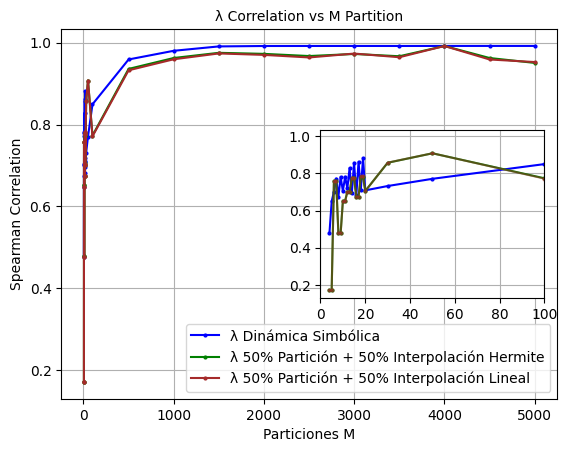 λ Correlation vs M Partition
Spearman Correlation
1.0
0.8
0.6
0.4
0.2
1.0
0.8
0.6
0.4
0.2
0 20 40 60 80 100
λ Dinámica Simbólica
λ 50% Partición + 50% Interpolación Hermite
λ 50% Partición + 50% Interpolación Lineal
0 1000 2000 3000 4000 5000
Particiones M